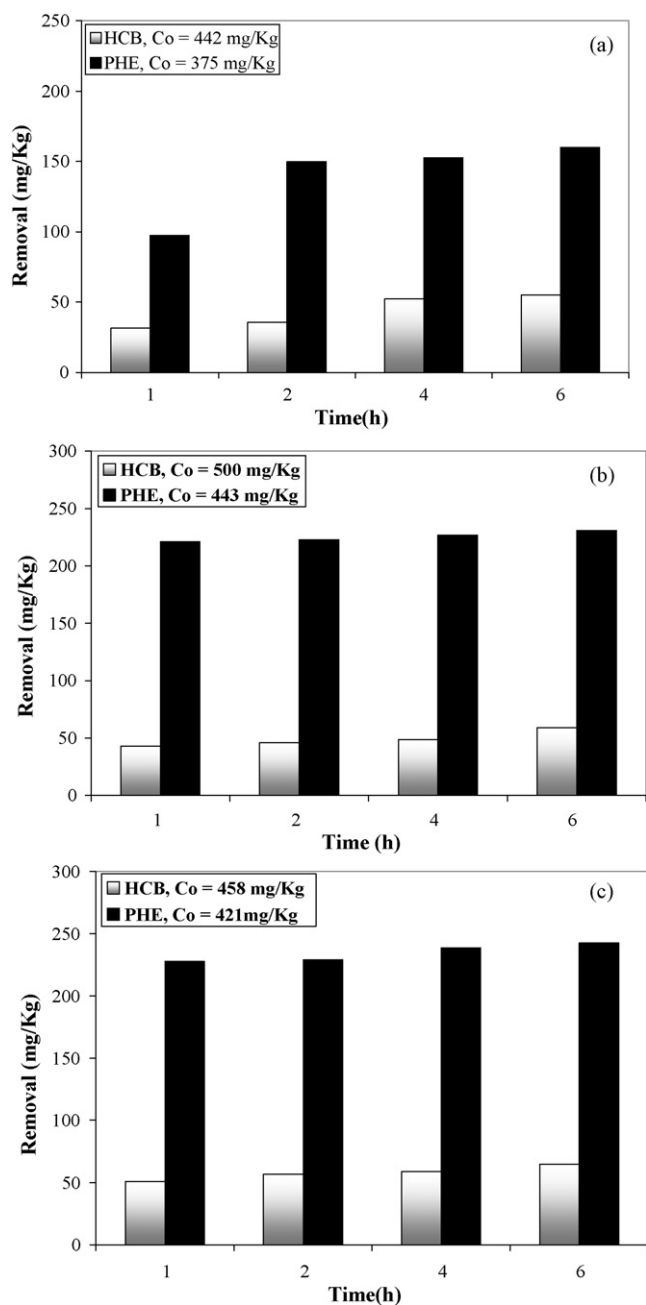 250
HCB, Co = 442 mg/Kg
(a)
PHE, Co = 375 mg/Kg
200
150
100
50
0
Removal (mg/Kg)
1 2 4 6
Time(h)
300
HCB, Co = 500 mg/Kg
(b)
PHE, Co = 443 mg/Kg
250
200
150
100
50
0
Removal (mg/Kg)
1 2 4 6
Time (h)
300
HCB, Co = 458 mg/Kg
(c)
PHE, Co = 421mg/Kg
250
200
150
100
50
0
Removal (mg/Kg)
1 2 4 6
Time(h)